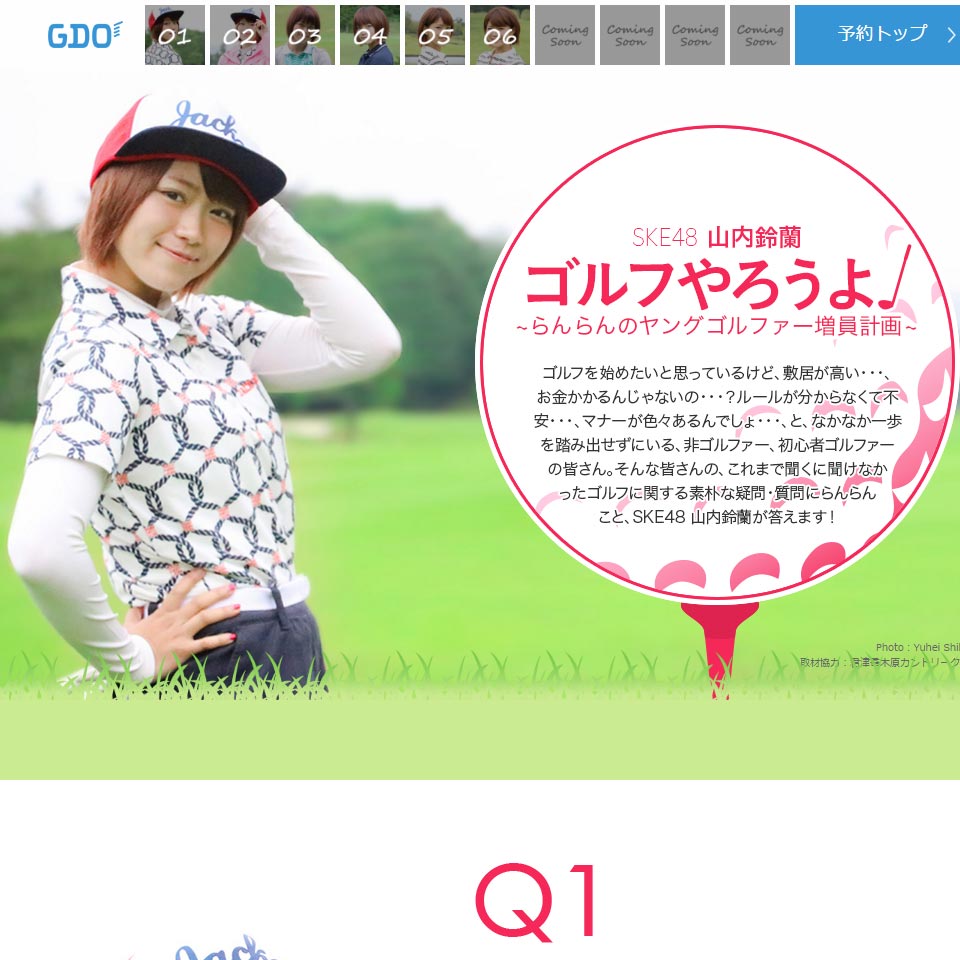 GDO
01
02
03
04
05
06
Coming Soon
Coming Soon
Coming Soon
Coming Soon
予約トップ
Jack
SKE48 山内鈴蘭
ゴルフやろうよ♩
~らんらんのヤングゴルファー増員計画~
ゴルフを始めたいと思っているけど、敷居が高い・・・、
お金かかるんじゃないの・・・？ルールが分からなくて不
安・・・、マナーが色々あるんでしょ・・・、と、なかなか一歩
を踏み出せずにいる、非ゴルファー、初心者ゴルファー
の皆さん。そんな皆さんの、これまで聞くに聞けなか
ったゴルフに関する素朴な疑問・質問にらんらん
こと、SKE48 山内鈴蘭が答えます！
Photo : Yuhei Shi
取材協力：
木原カントリーク
Q1
Jack